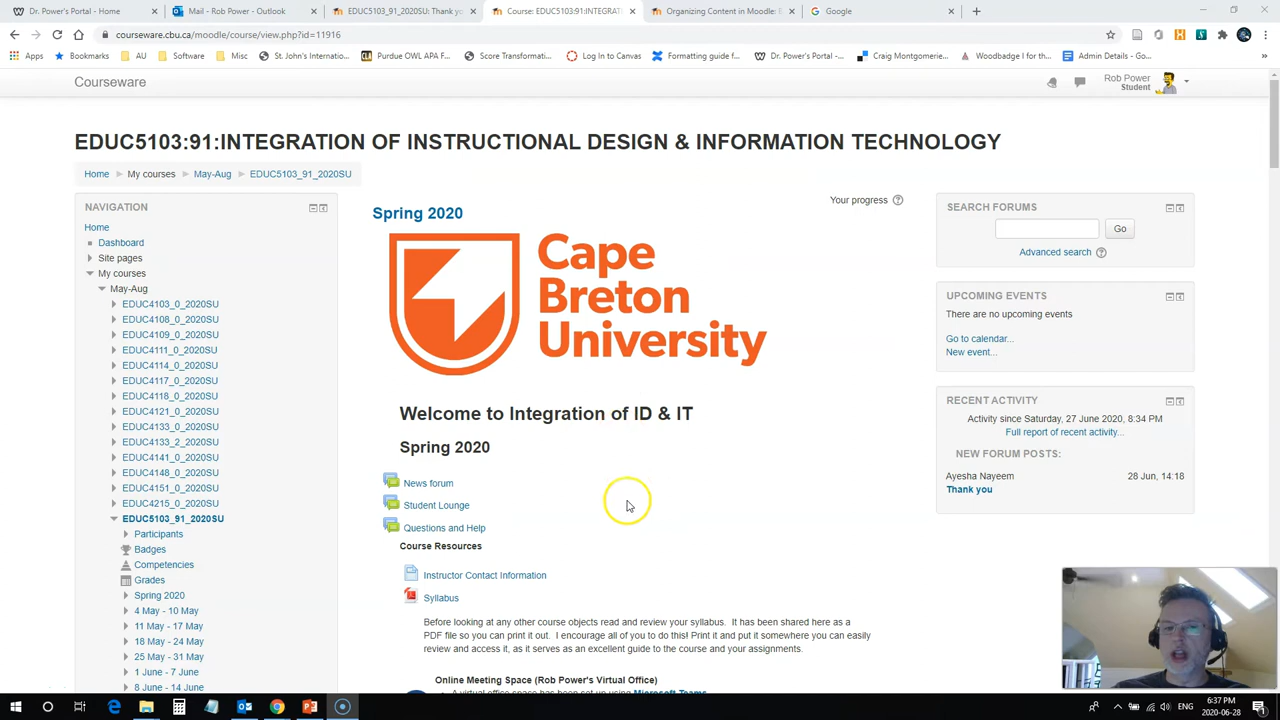 Dr. Power's Portal - Home
Mail - Rob Power - Outlook
EDUC5103_91_2020SU: Thank yo
Course: EDUC5103:91:INTEGRATI
Organizing Content in Moodle: R
Google
courseware.cbu.ca/moodle/course/view.php?id=11916
Apps
Bookmarks
AU
Software
Misc
St. John's Internatio...
Purdue OWL APA F...
Score Transformati...
Log In to Canvas
Formatting guide f...
Dr. Power's Portal -...
Craig Montgomerie...
Woodbadge I for th...
Admin Details - Go...
Courseware
Rob Power
Student
EDUC5103:91:INTEGRATION OF INSTRUCTIONAL DESIGN & INFORMATION TECHNOLOGY
Home
My courses
May-Aug
EDUC5103_91_2020SU
NAVIGATION
Home
Dashboard
Site pages
My courses
May-Aug
EDUC4103_0_2020SU
EDUC4108_0_2020SU
EDUC4109_0_2020SU
EDUC4111_0_2020SU
EDUC4114_0_2020SU
EDUC4117_0_2020SU
EDUC4118_0_2020SU
EDUC4121_0_2020SU
EDUC4133_0_2020SU
EDUC4133_2_2020SU
EDUC4141_0_2020SU
EDUC4148_0_2020SU
EDUC4151_0_2020SU
EDUC4215_0_2020SU
EDUC5103_91_2020SU
Participants
Badges
Competencies
Grades
Spring 2020
4 May - 10 May
11 May - 17 May
18 May - 24 May
25 May - 31 May
1 June - 7 June
8 June - 14 June
Your progress
Spring 2020
Cape
Breton
University
Welcome to Integration of ID & IT
Spring 2020
News forum
Student Lounge
Questions and Help
Course Resources
Instructor Contact Information
Syllabus
Before looking at any other course objects read and review your syllabus. It has been shared here as a
PDF file so you can print it out. I encourage all of you to do this! Print it and put it somewhere you can easily
review and access it, as it serves as an excellent guide to the course and your assignments.
Online Meeting Space (Rob Power's Virtual Office)
A virtual office space has been set up using Microsoft Teams
SEARCH FORUMS
Go
Advanced search
UPCOMING EVENTS
There are no upcoming events
Go to calendar...
New event...
RECENT ACTIVITY
Activity since Saturday, 27 June 2020, 8:34 PM
Full report of recent activity...
NEW FORUM POSTS:
Ayesha Nayeem
28 Jun, 14:18
Thank you
ENG
6:37 PM
2020-06-28